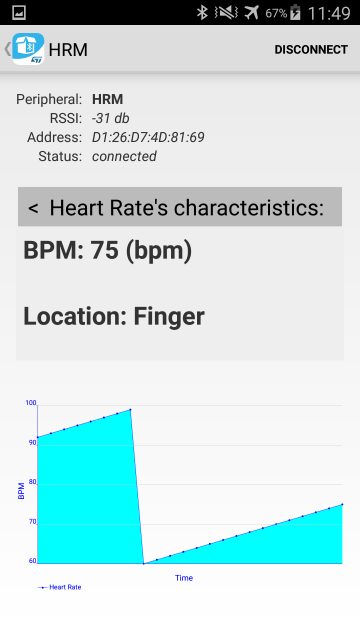 67% 11:49
HRM DISCONNECT
Peripheral: HRM
RSSI: -31 db
Address: D1:26:D7:4D:81:69
Status: connected
< Heart Rate's characteristics:
BPM: 75 (bpm)
Location: Finger
100
90
80
70
60
BPM
Time
Heart Rate